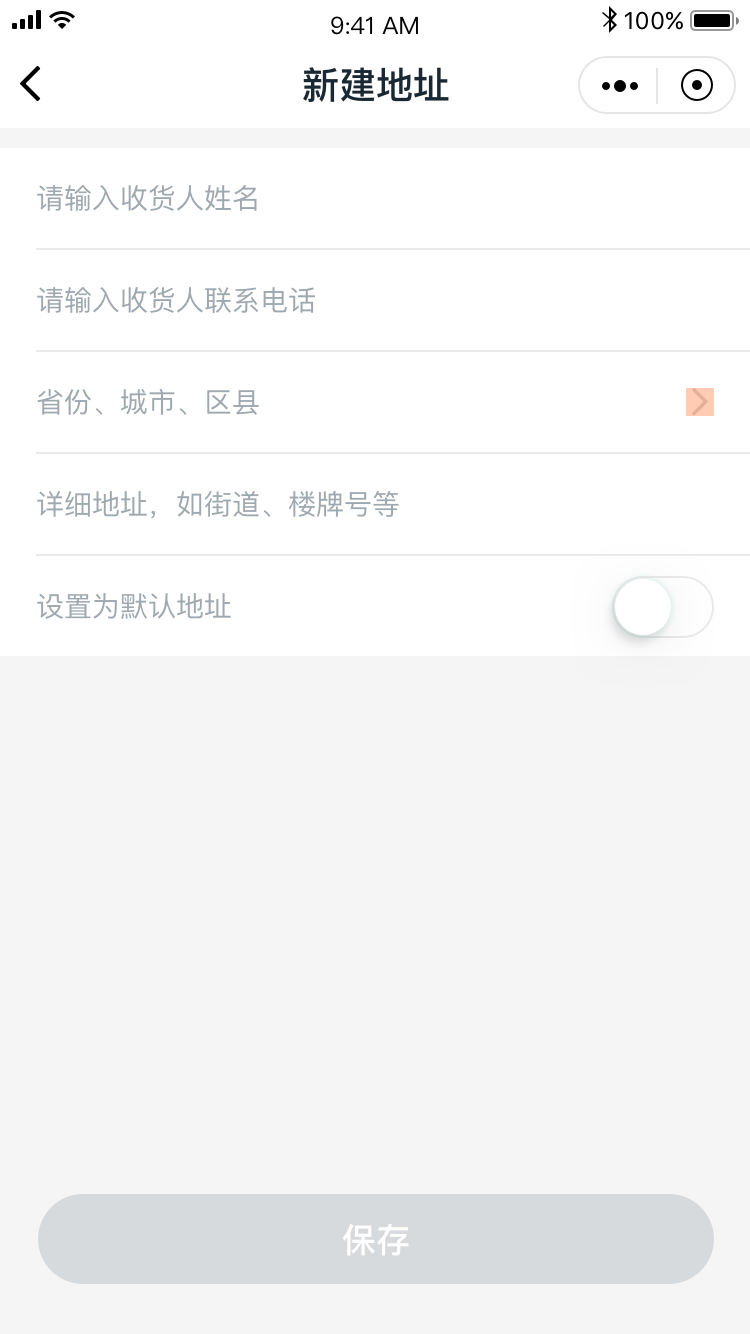 9:41 AM
100%
新建地址
请输入收货人姓名
请输入收货人联系电话
省份、城市、区县
详细地址，如街道、楼牌号等
设置为默认地址
保存